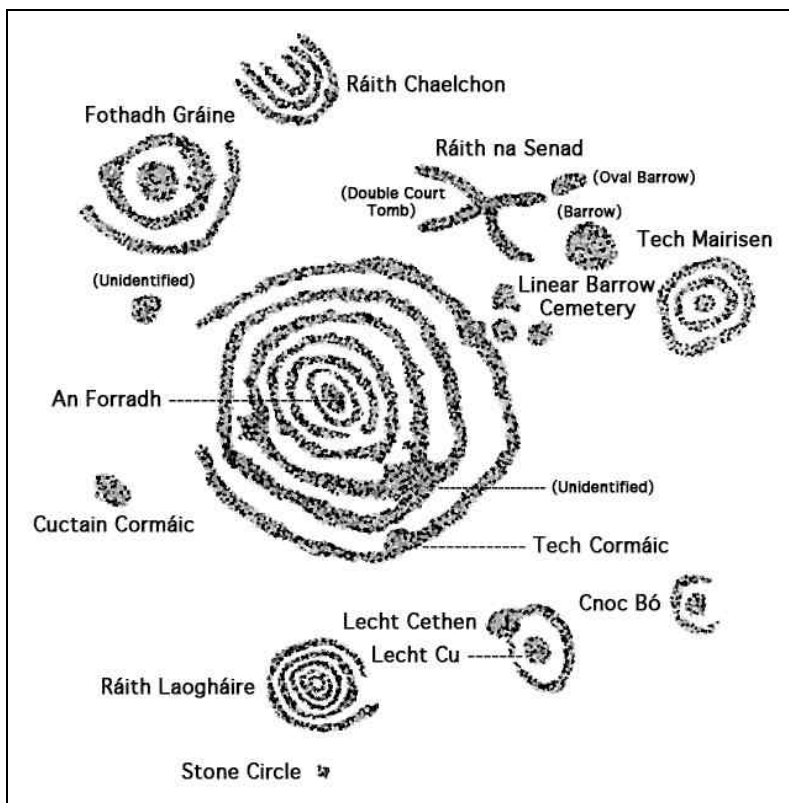 Ráith Chaelchon
Fothadh Gráine
Ráith na Senad
(Double Court
Tomb)
(Oval Barrow)
(Barrow)
Tech Mairisen
(Unidentified)
Linear Barrow
Cemetery
An Forradh
(Unidentified)
Cuctain Cormáic
Tech Cormáic
Cnoc Bó
Lecht Cethen
Lecht Cu
Ráith Laogháire
Stone Circle